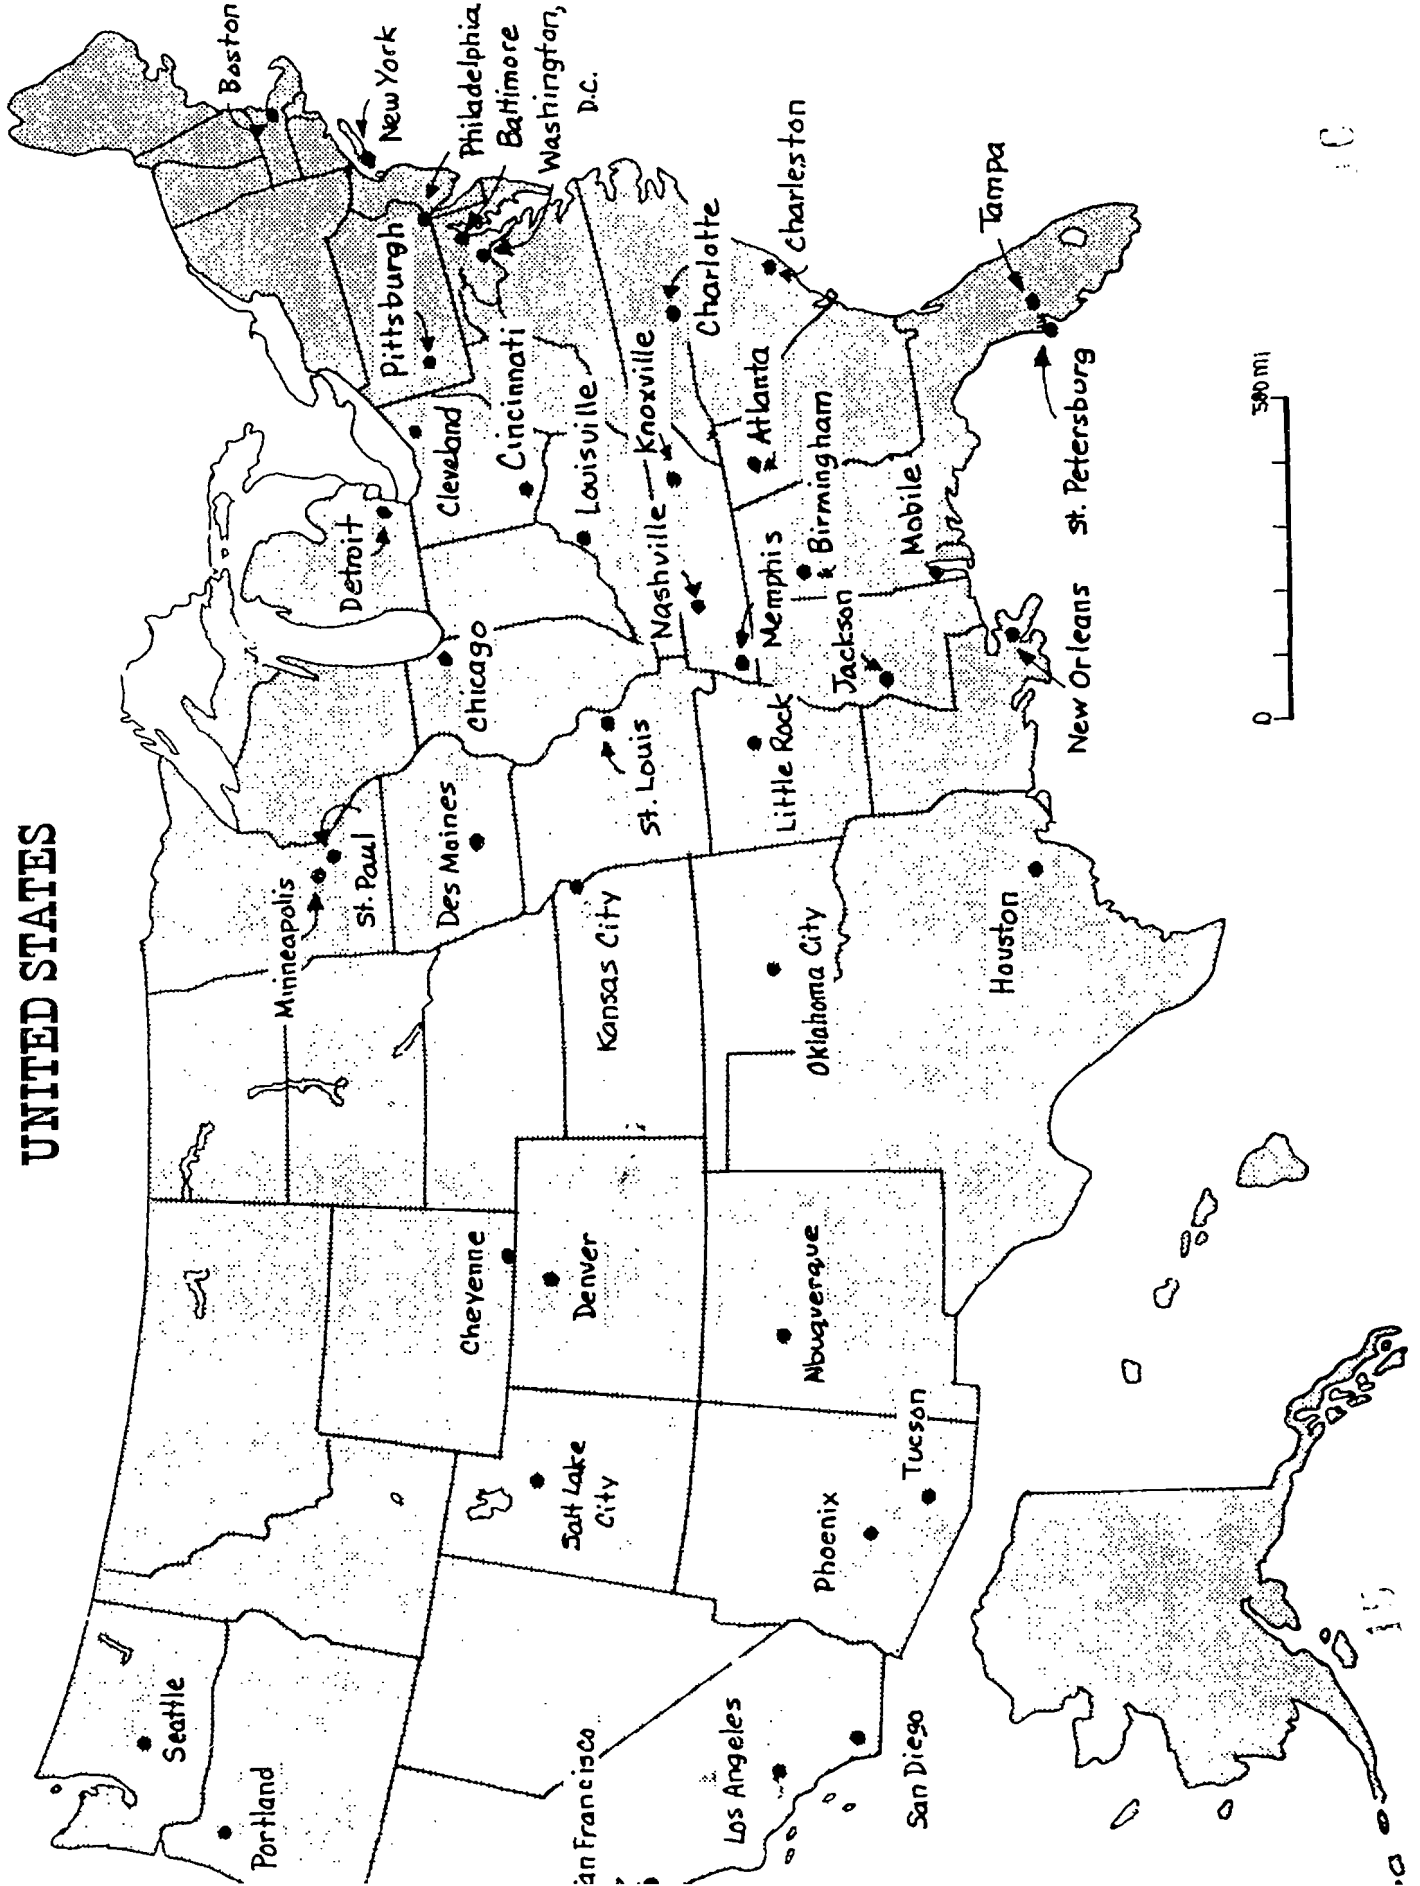 UNITED STATES
Seattle
Portland
an Francisco
Los Angeles
San Diego
Phoenix
Tucson
Salt Lake
City
Cheyenne
Denver
Albuquerque
Minneapolis
St. Paul
Des Moines
Kansas City
Oklahoma City
Houston
St. Louis
Little Rock
Chicago
Detroit
Cleveland
Cincinnati
Louisville
Nashville
Knoxville
Memphis
Jackson
Birmingham
Mobile
New Orleans
Atlanta
Charlotte
Charleston
Pittsburgh
Boston
New York
Philadelphia
Baltimore
Washington,
D.C.
Tampa
St. Petersburg
0